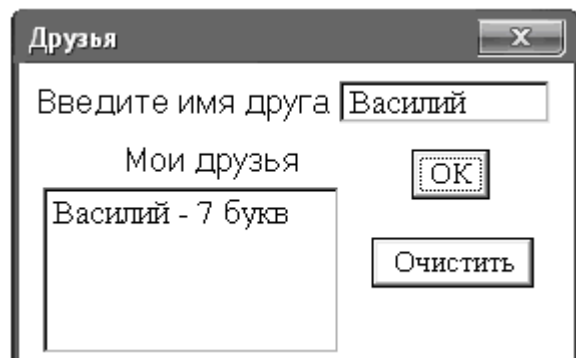 Друзья
Введите имя друга Василий
Мои друзья
OK
Василий - 7 букв
Очистить